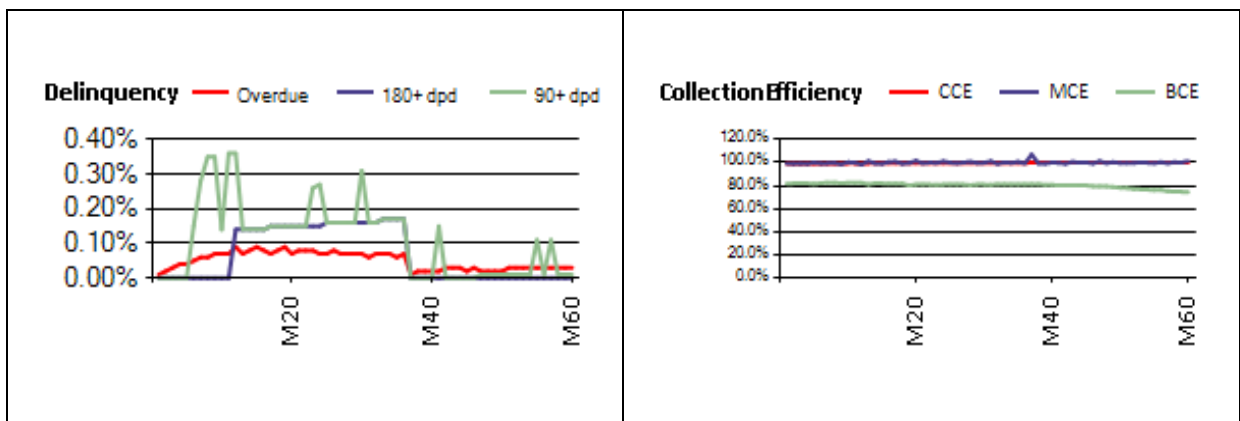 Delinquency Overdue 180+ dpd 90+ dpd
0.40%
0.30%
0.20%
0.10%
0.00%
M20
M40
M60
Collection Efficiency CCE MCE BCE
120.0%
100.0%
80.0%
60.0%
40.0%
20.0%
0.0%
M20
M40
M60